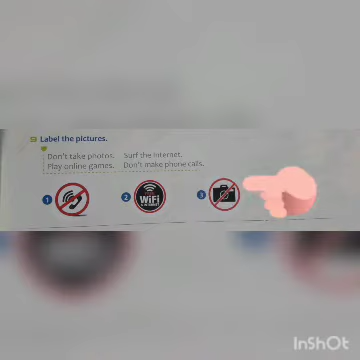 53 Label the pictures.
Don't take photos. Surf the Internet.
Play online games. Don't make phone calls.
1 2 WiFi 3
InShOt